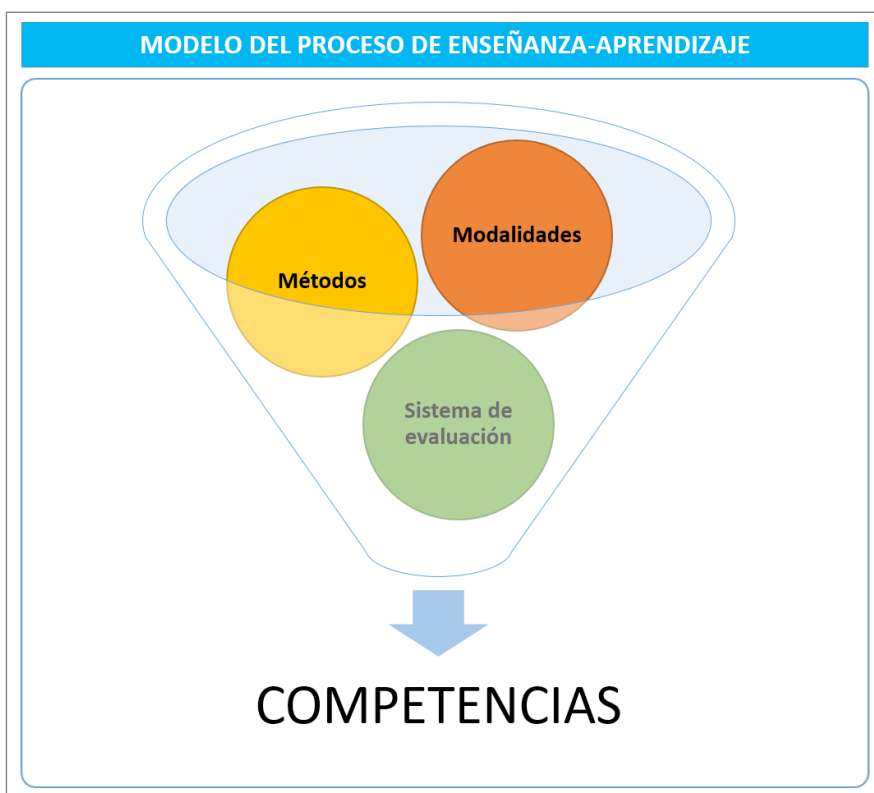 MODELO DEL PROCESO DE ENSEÑANZA-APRENDIZAJE
Modalidades
Métodos
Sistema de
evaluación
COMPETENCIAS